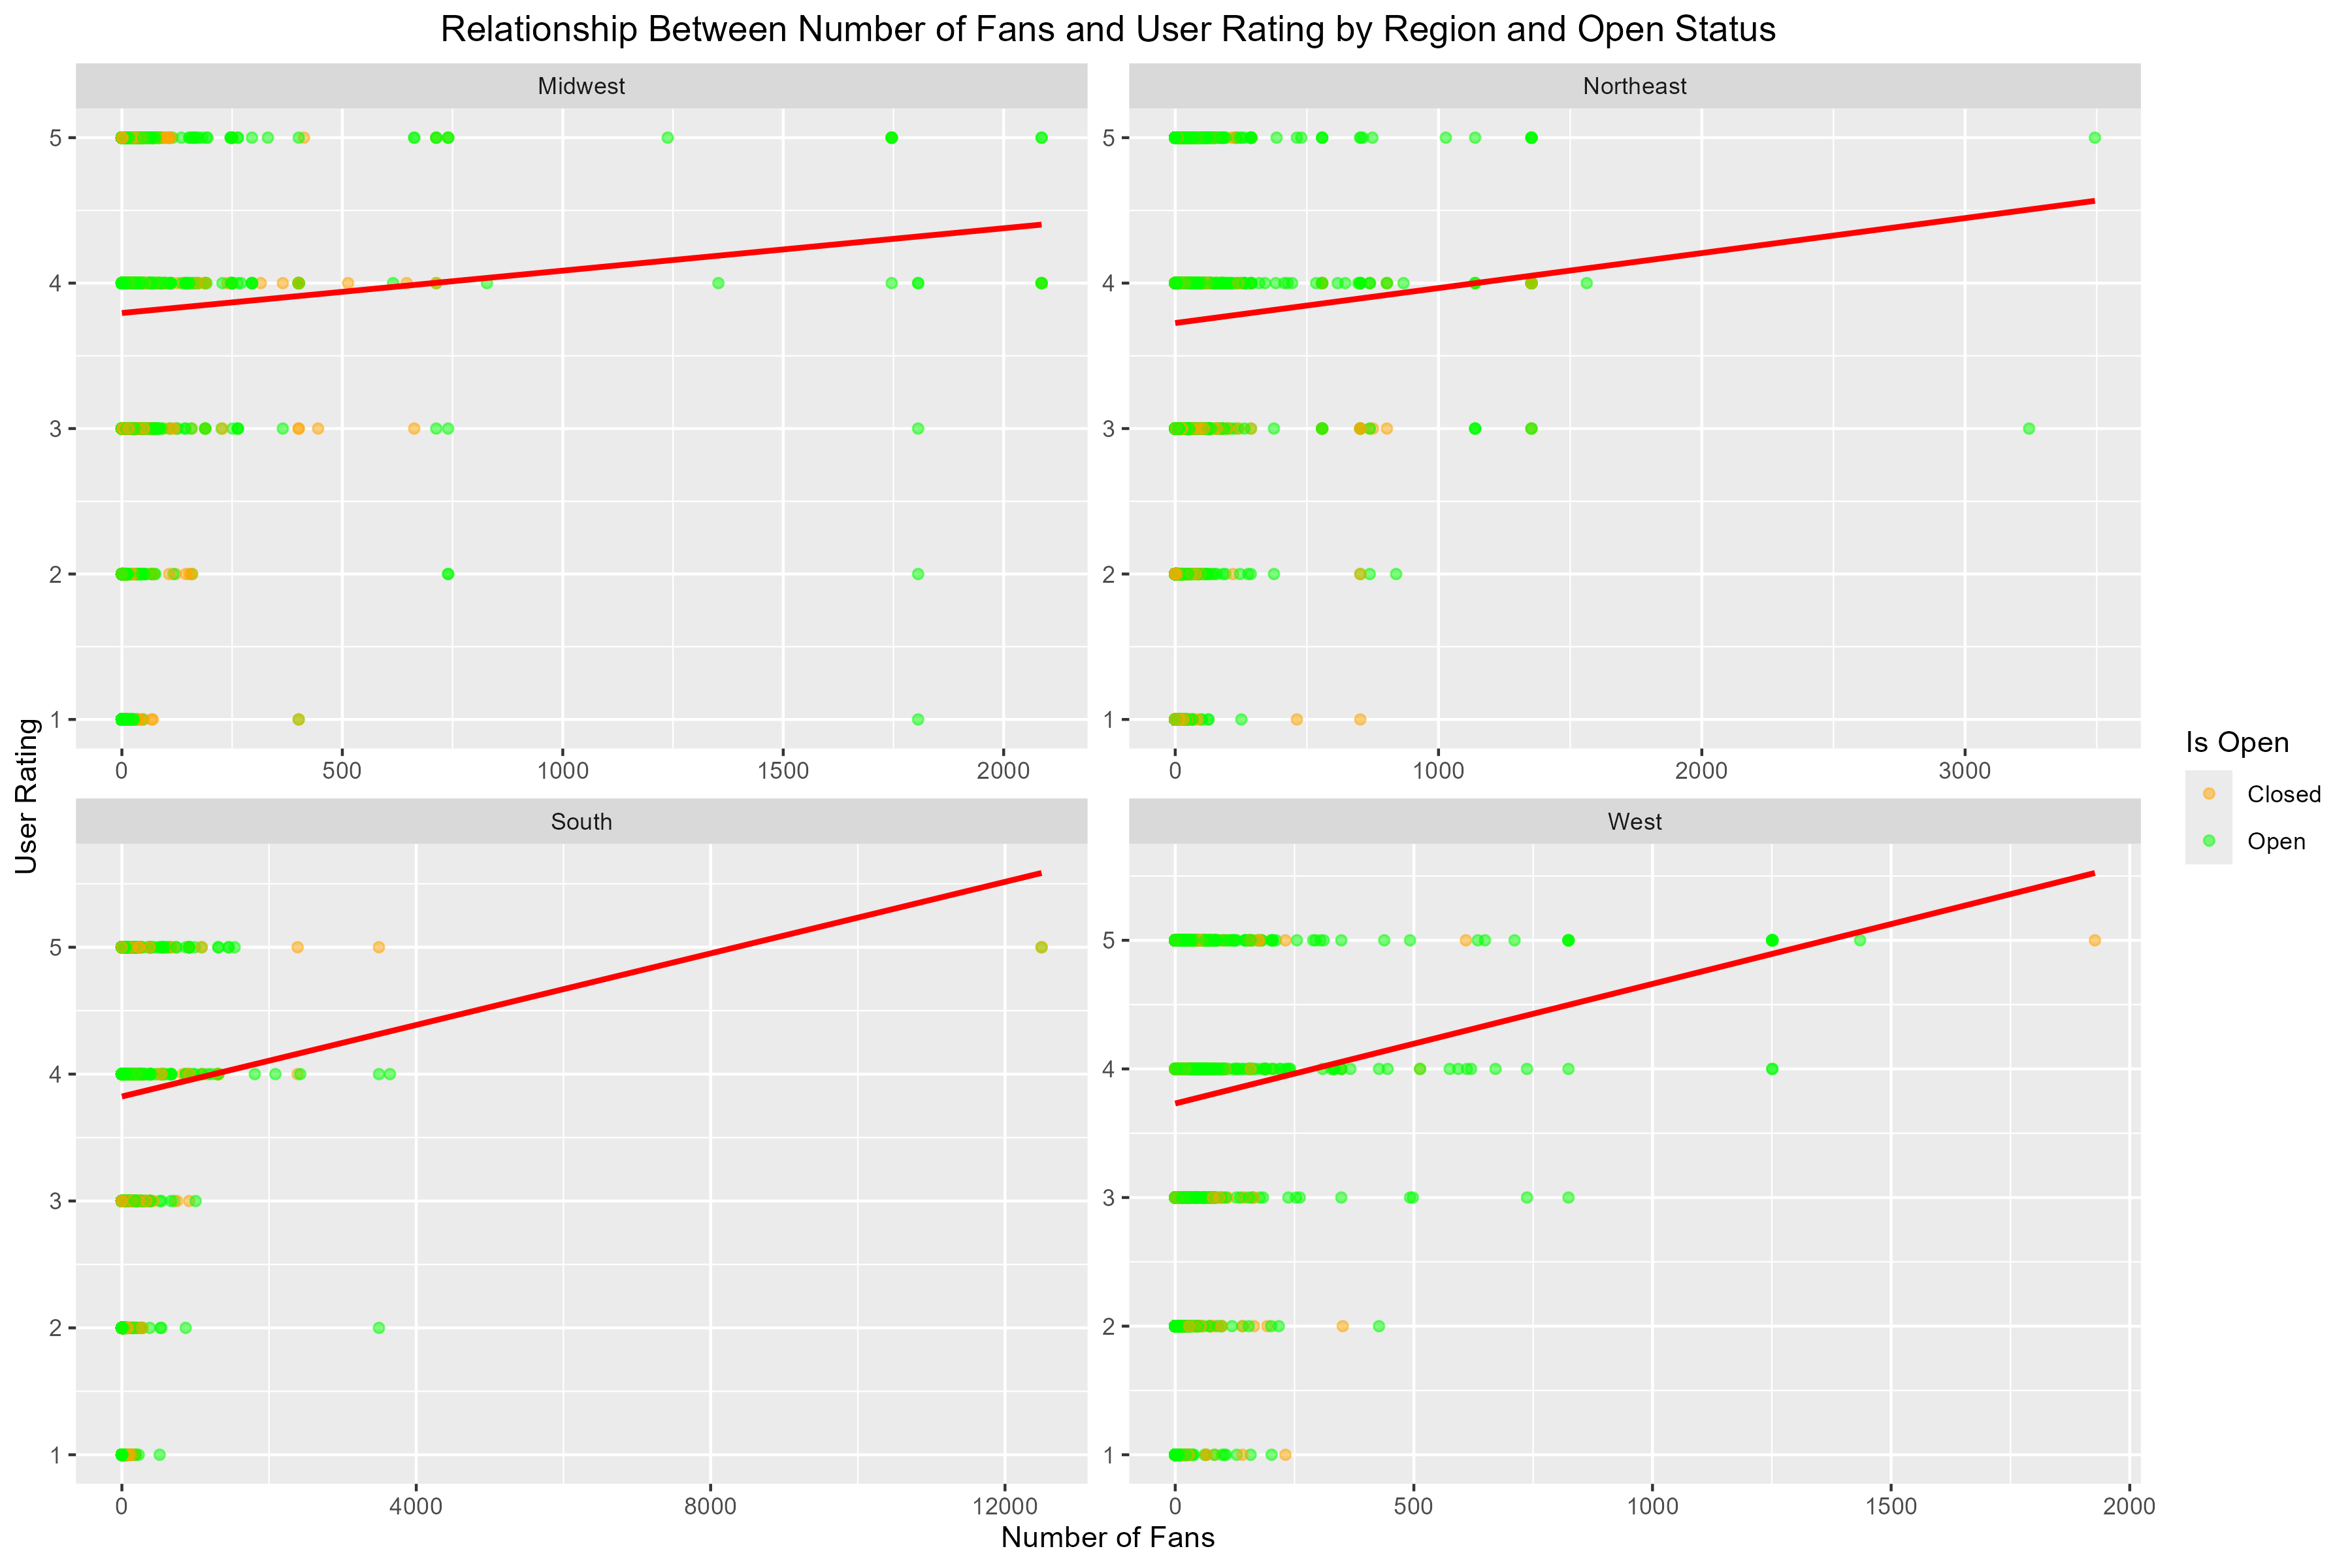 Relationship Between Number of Fans and User Rating by Region and Open Status
Midwest
Northeast
5
4
3
2
1
0 500 1000 1500 2000
5
4
3
2
1
0 1000 2000 3000
South
West
5
4
3
2
1
0 4000 8000 12000
5
4
3
2
1
0 500 1000 1500 2000
User Rating
Number of Fans
Is Open
Closed
Open